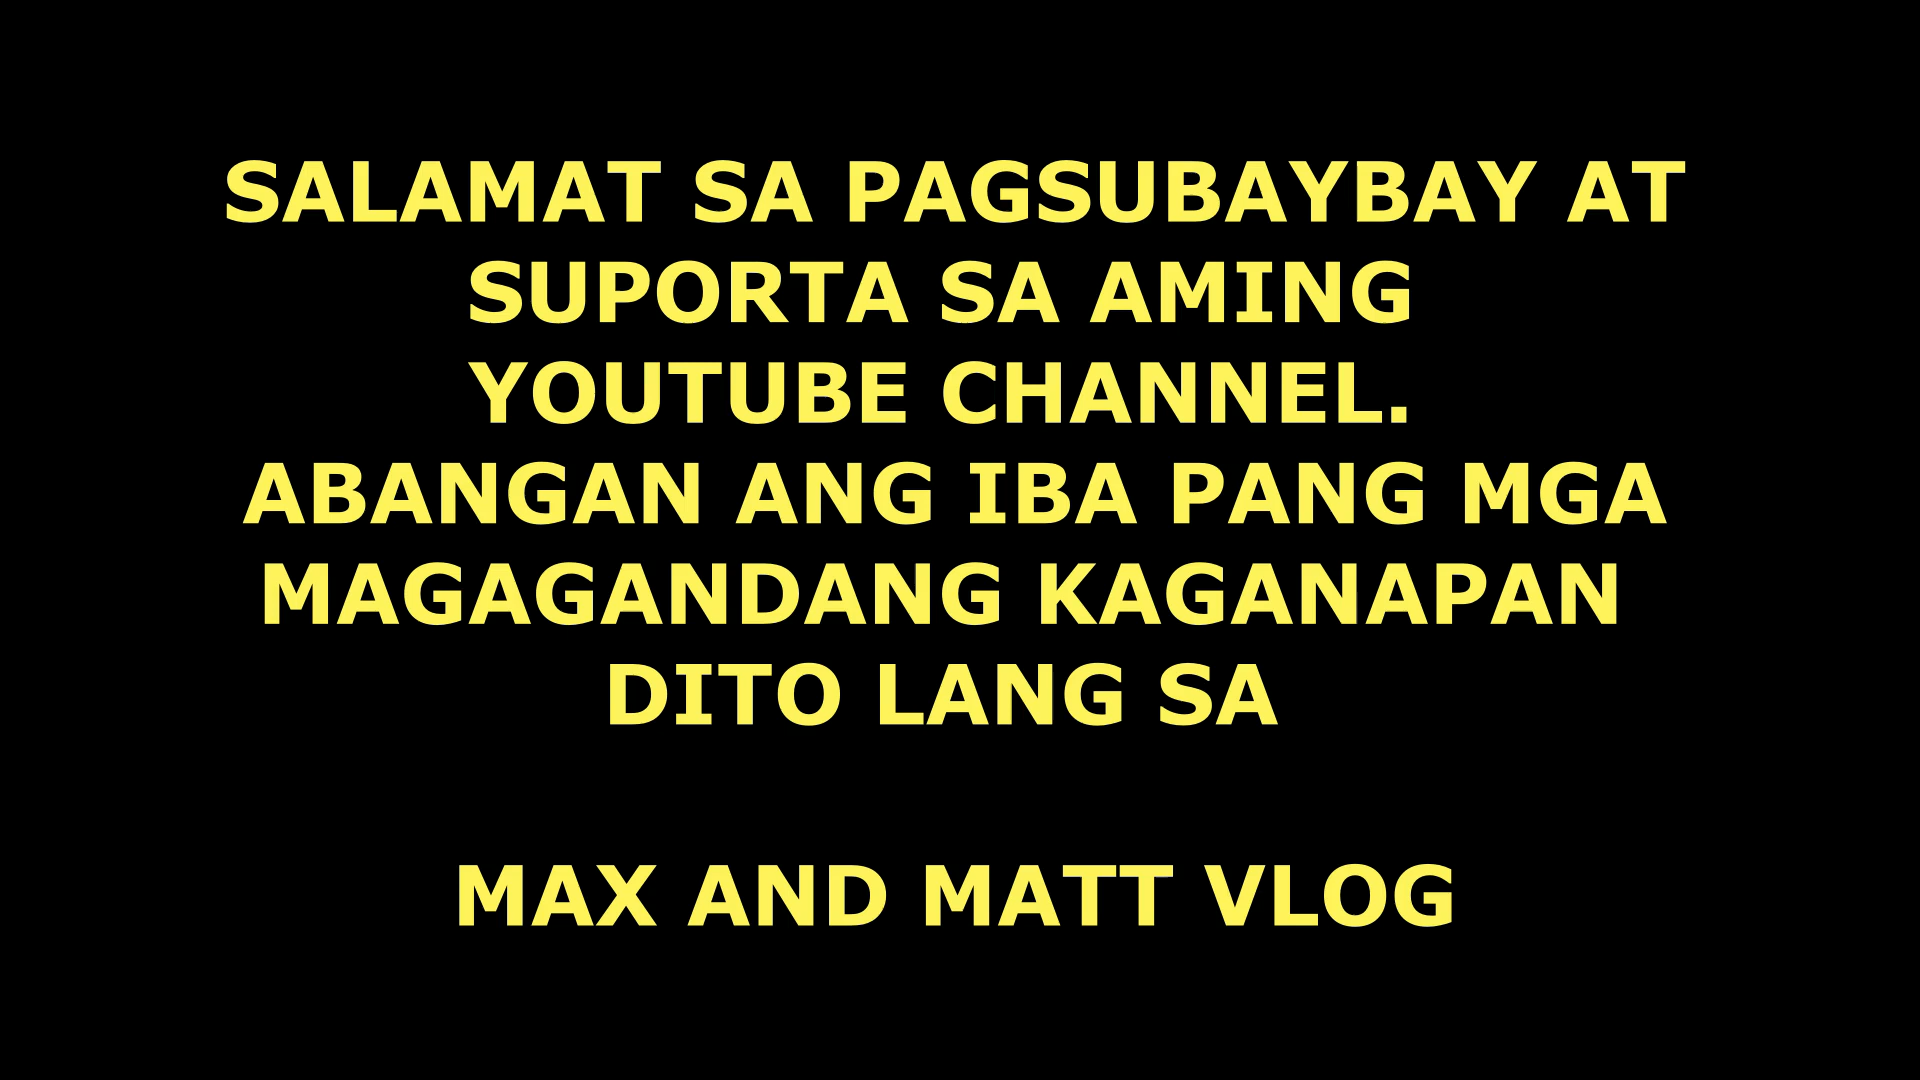 SALAMAT SA PAGSUBAYBAY AT
SUPORTA SA AMING
YOUTUBE CHANNEL.
ABANGAN ANG IBA PANG MGA
MAGAGANDANG KAGANAPAN
DITO LANG SA
MAX AND MATT VLOG